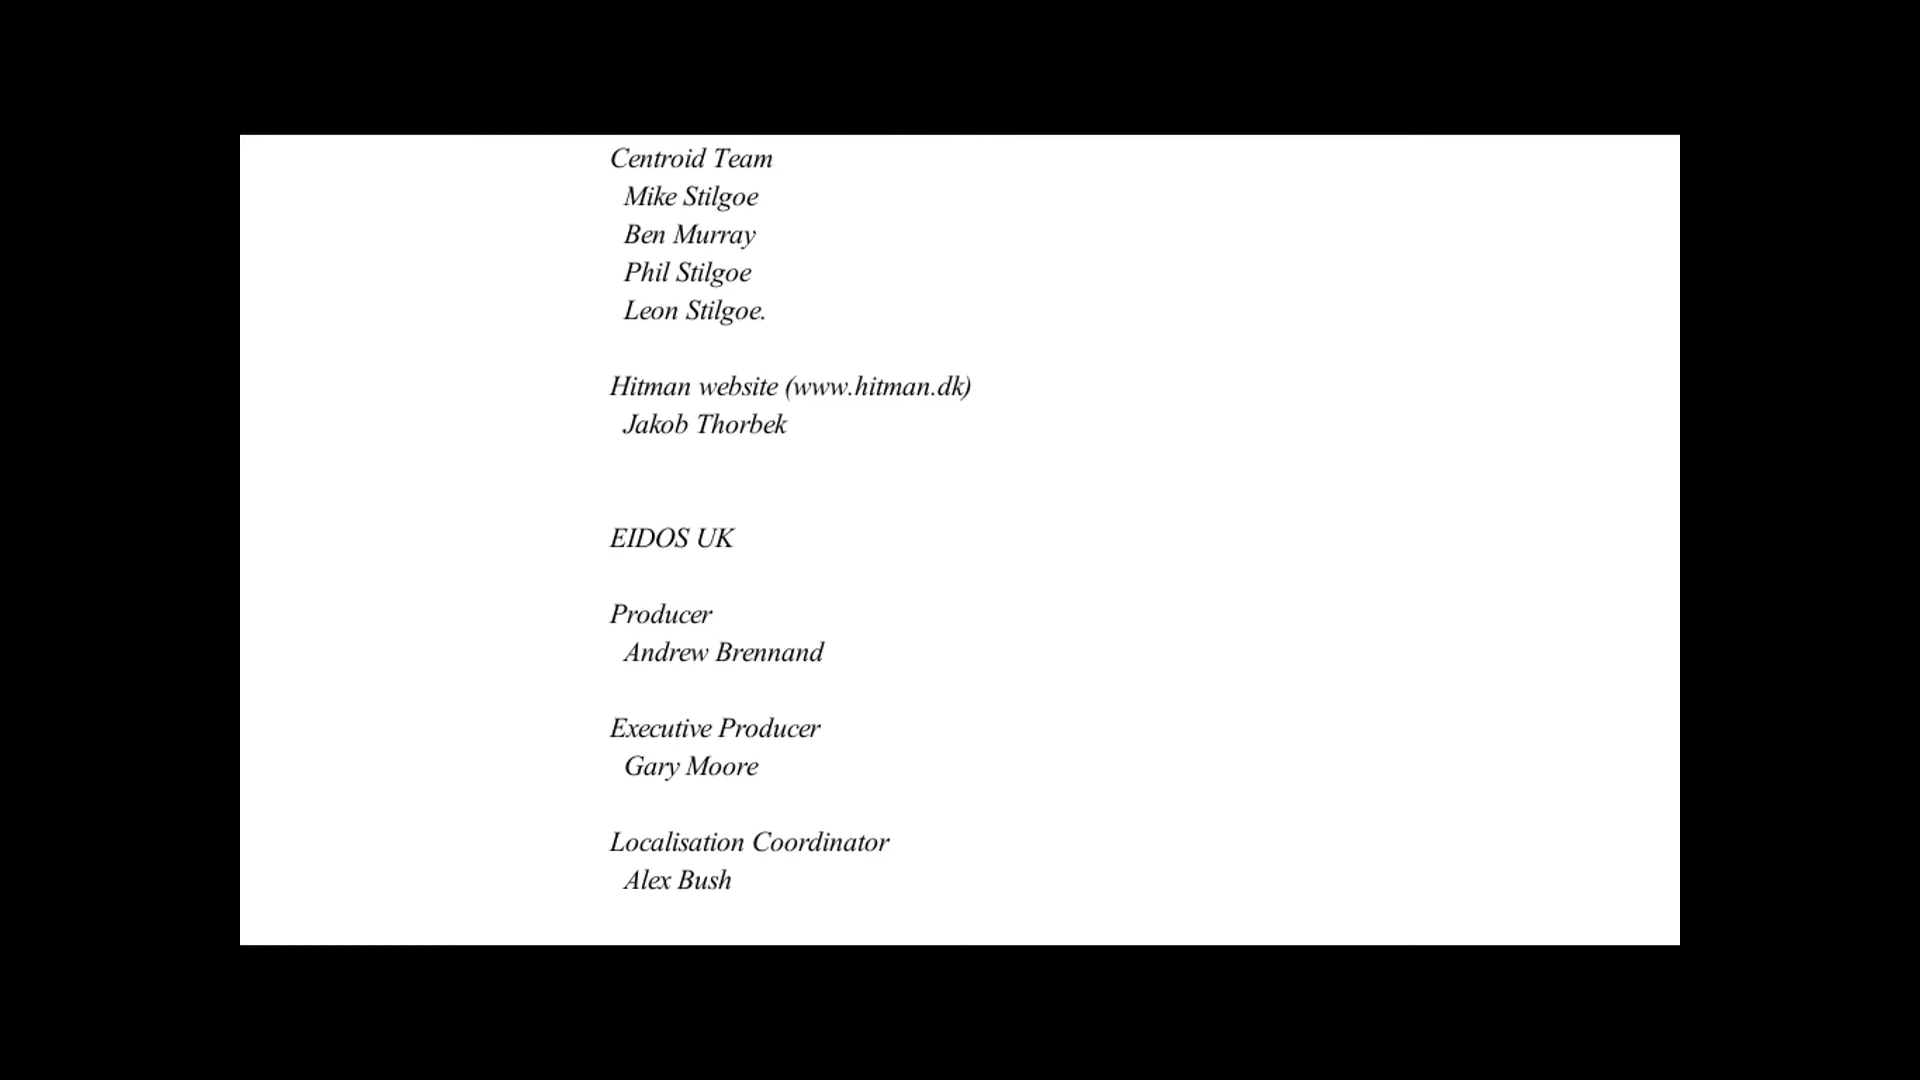 Centroid Team
Mike Stilgoe
Ben Murray
Phil Stilgoe
Leon Stilgoe.
Hitman website (www.hitman.dk)
Jakob Thorbek
EIDOS UK
Producer
Andrew Brennand
Executive Producer
Gary Moore
Localisation Coordinator
Alex Bush